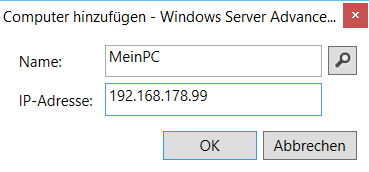 Computer hinzufügen - Windows Server Advance...
Name: MeinPC
IP-Adresse: 192.168.178.99
OK Abbrechen